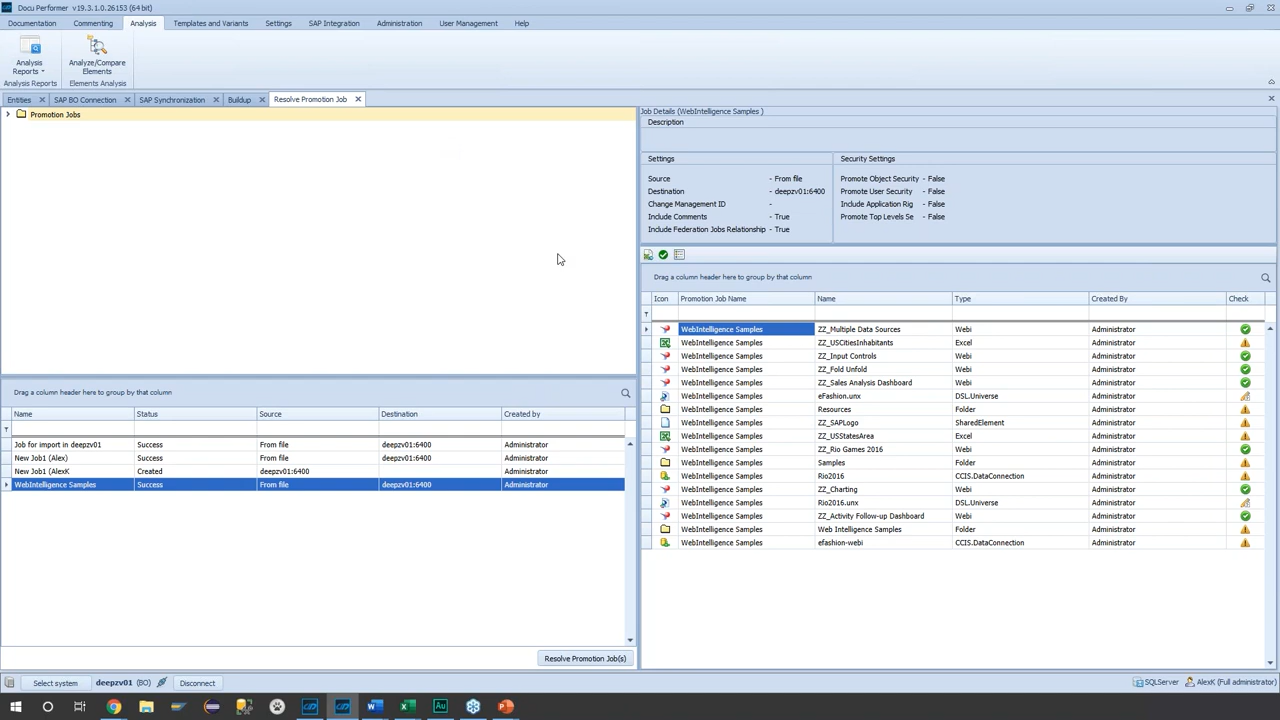 Docu Performer v19.3.1.0.26153 (64 bit)
Documentation Commenting Analysis Templates and Variants Settings SAP Integration Administration User Management Help
Analysis Reports
Analyze/Compare Elements
Analysis Reports Elements Analysis
Entities SAP BO Connection SAP Synchronization Buildup Resolve Promotion Job
Promotion Jobs
Job Details (WebIntelligence Samples )
Description
Settings Security Settings
Source - From file Promote Object Security - False
Destination - deepzv01:6400 Promote User Security - False
Change Management ID - Include Application Rig - False
Include Comments - True Promote Top Levels Se - False
Include Federation Jobs Relationship - True
Drag a column header here to group by that column
Icon Promotion Job Name Name Type Created By Check
WebIntelligence Samples ZZ_Multiple Data Sources Webi Administrator
WebIntelligence Samples ZZ_USCitiesInhabitants Excel Administrator
WebIntelligence Samples ZZ_Input Controls Webi Administrator
WebIntelligence Samples ZZ_Fold Unfold Webi Administrator
WebIntelligence Samples ZZ_Sales Analysis Dashboard Webi Administrator
WebIntelligence Samples eFashion.unx DSL.Universe Administrator
WebIntelligence Samples Resources Folder Administrator
WebIntelligence Samples ZZ_SAPLogo SharedElement Administrator
WebIntelligence Samples ZZ_USStatesArea Excel Administrator
WebIntelligence Samples ZZ_Rio Games 2016 Webi Administrator
WebIntelligence Samples Samples Folder Administrator
WebIntelligence Samples Rio2016 CCIS.DataConnection Administrator
WebIntelligence Samples ZZ_Charting Webi Administrator
WebIntelligence Samples Rio2016.unx DSL.Universe Administrator
WebIntelligence Samples ZZ_Activity Follow-up Dashboard Webi Administrator
WebIntelligence Samples Web Intelligence Samples Folder Administrator
WebIntelligence Samples efashion-webi CCIS.DataConnection Administrator
Drag a column header here to group by that column
Name Status Source Destination Created by
Job for import in deepzv01 Success From file deepzv01:6400 Administrator
New Job1 (Alex) Success From file deepzv01:6400 Administrator
New Job1 (AlexK Created deepzv01:6400 Administrator
WebIntelligence Samples Success From file deepzv01:6400 Administrator
Resolve Promotion Job(s)
Select system deepzv01 (BO) Disconnect SQLServer AlexK (Full administrator)